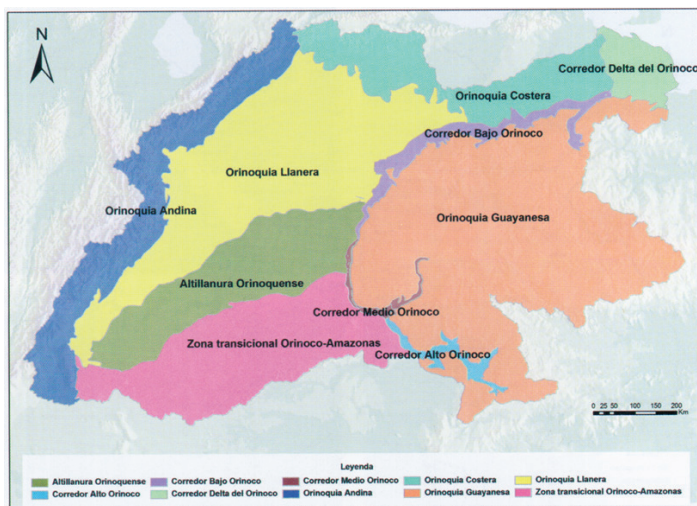 N
Corredor Delta del Orinoco
Orinoquia Costera
Corredor Bajo Orinoco
Orinoquia Llanera
Orinoquia Andina
Orinoquia Guayanesa
Altillanura Orinoquense
Corredor Medio Orinoco
Zona transicional Orinoco-Amazonas
Corredor Alto Orinoco
0 25 50 100 150 200
Km
Leyenda
Altillanura Orinoquense Corredor Bajo Orinoco Corredor Medio Orinoco Orinoquia Costera Orinoquia Llanera
Corredor Alto Orinoco Corredor Delta del Orinoco Orinoquia Andina Orinoquia Guayanesa Zona transicional Orinoco-Amazonas